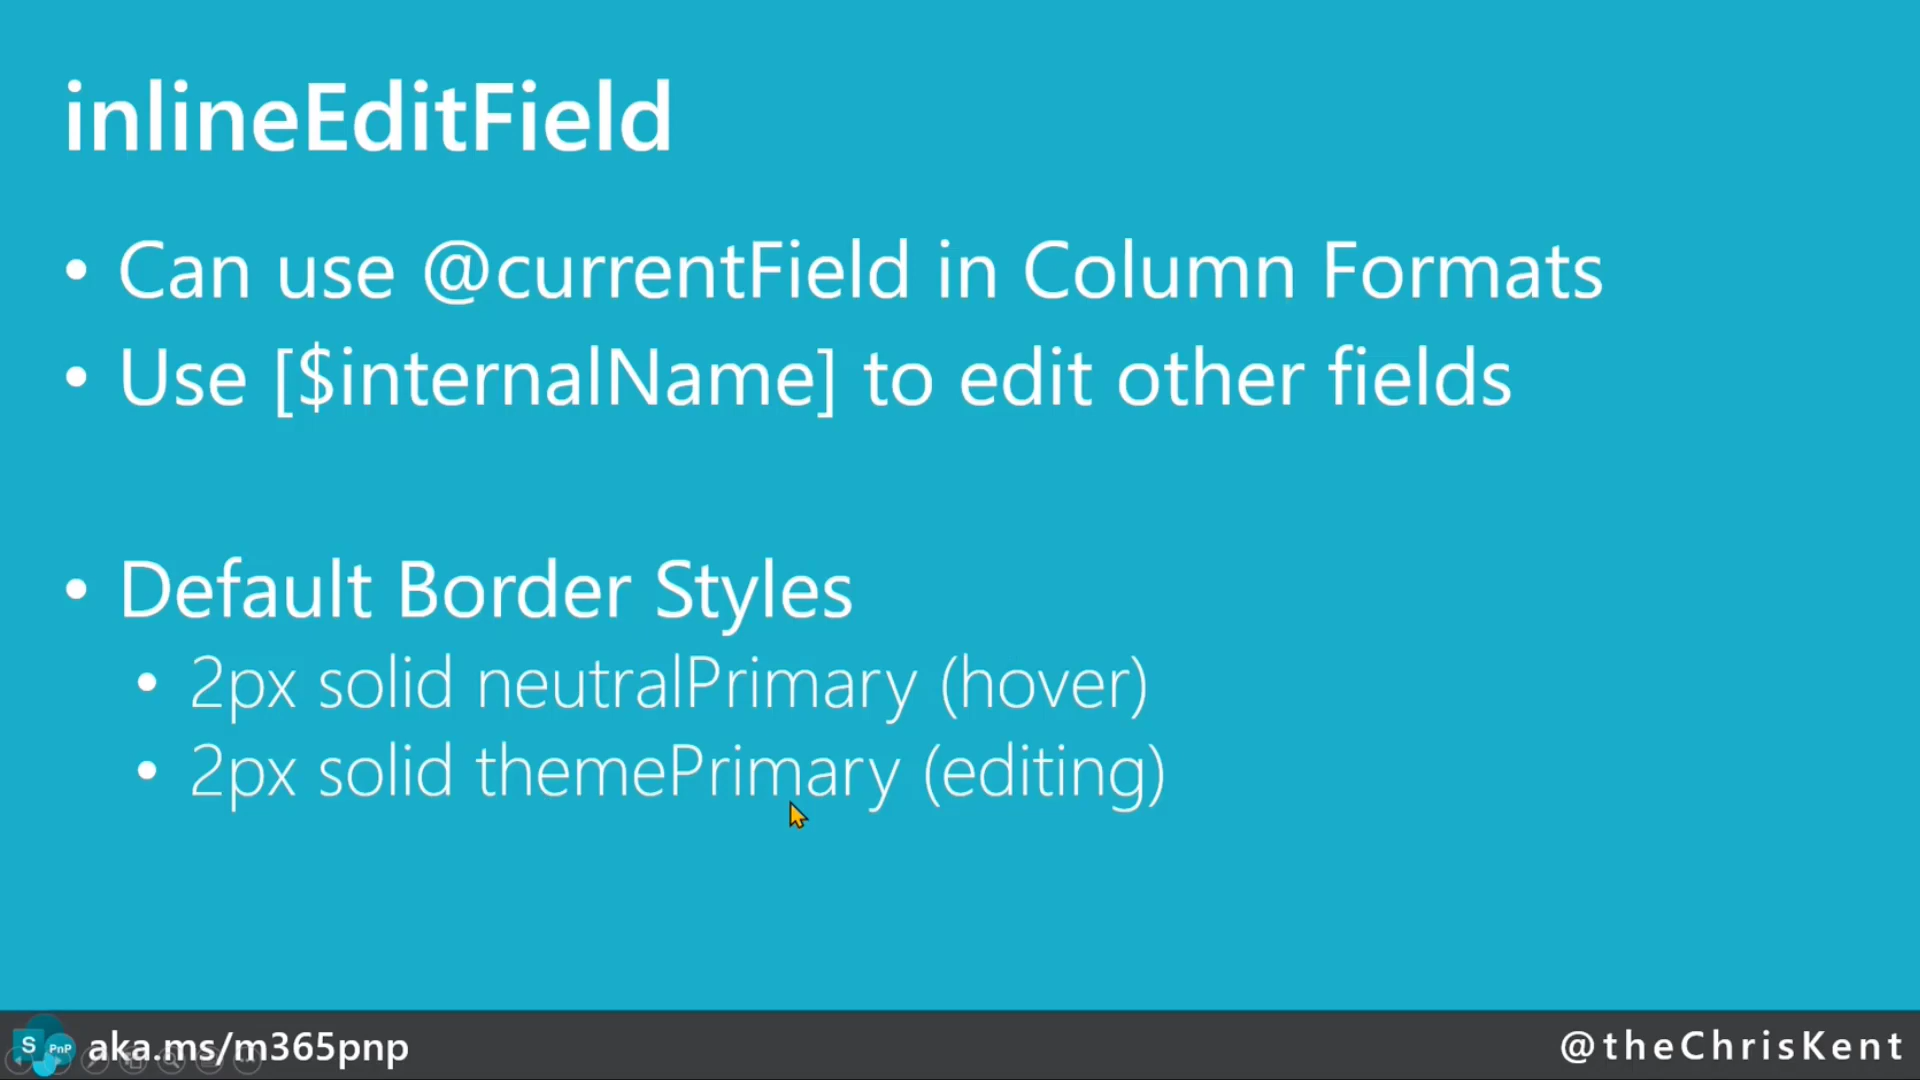 inlineEditField
• Can use @currentField in Column Formats
• Use [$internalName] to edit other fields
• Default Border Styles
• 2px solid neutralPrimary (hover)
• 2px solid themePrimary (editing)
S PnP aka.ms/m365pnp
@theChrisKent